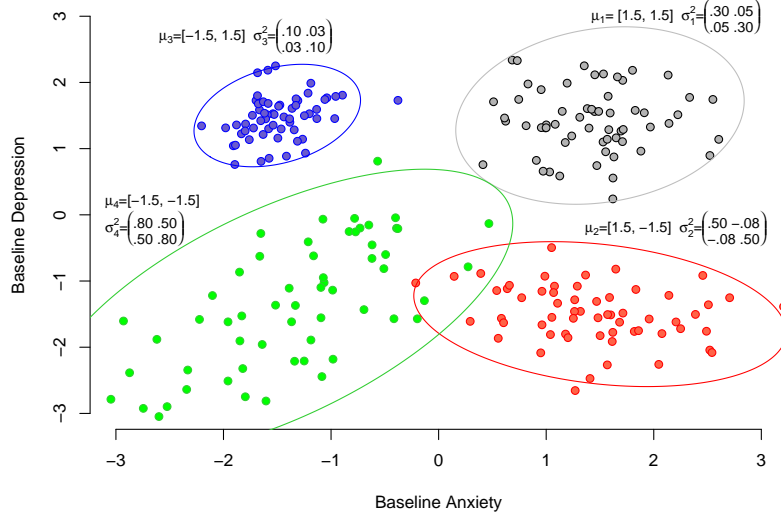 μ₁= [1.5, 1.5] σ₁²=(.30 .05
.05 .30)
μ₃=[−1.5, 1.5] σ₃²=(.10 .03
.03 .10)
μ₄=[−1.5, −1.5]
σ₄²=(.80 .50
.50 .80)
μ₂=[1.5, −1.5] σ₂²=(.50 −.08
−.08 .50)
3
2
1
0
−1
−2
−3
Baseline Depression
−3 −2 −1 0 1 2 3
Baseline Anxiety